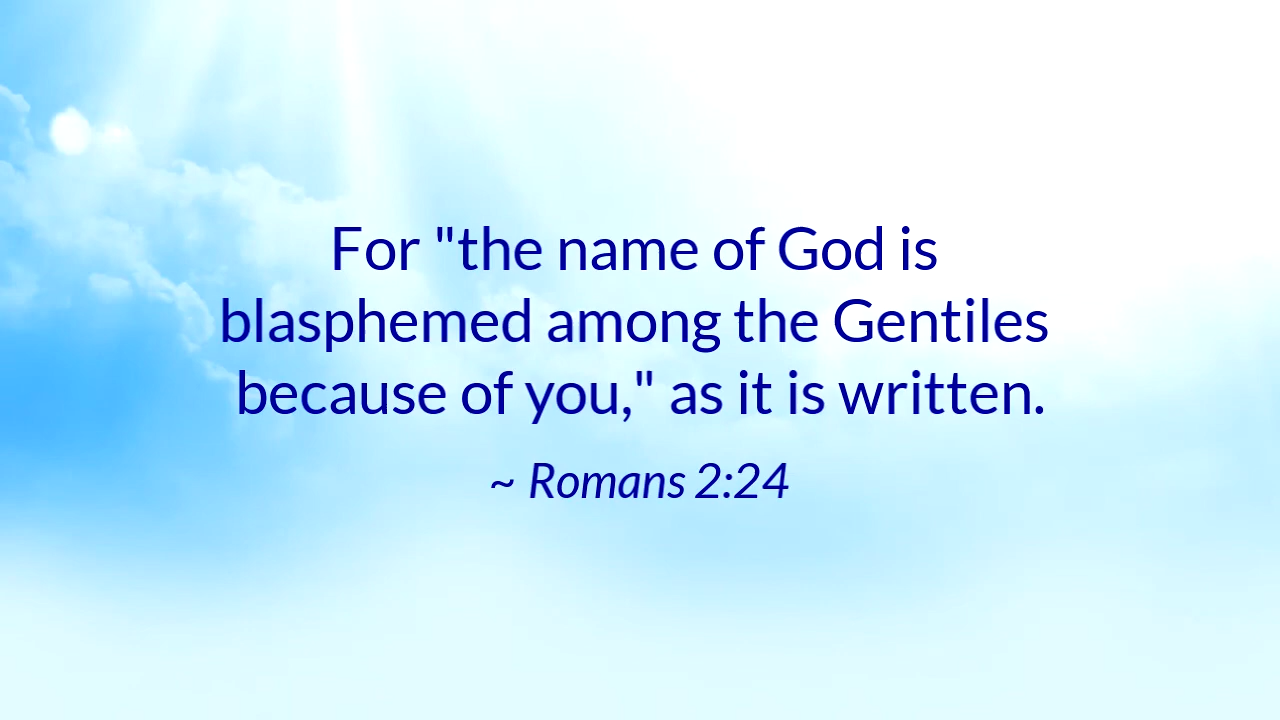 For "the name of God is
blasphemed among the Gentiles
because of you," as it is written.
~ Romans 2:24